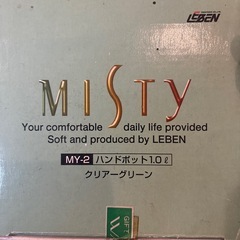 LEBEN
MISTY
Your comfortable daily life provided
Soft and produced by LEBEN
MY-2 ハンドポット1.0ℓ
クリアーグリーン
GIFT